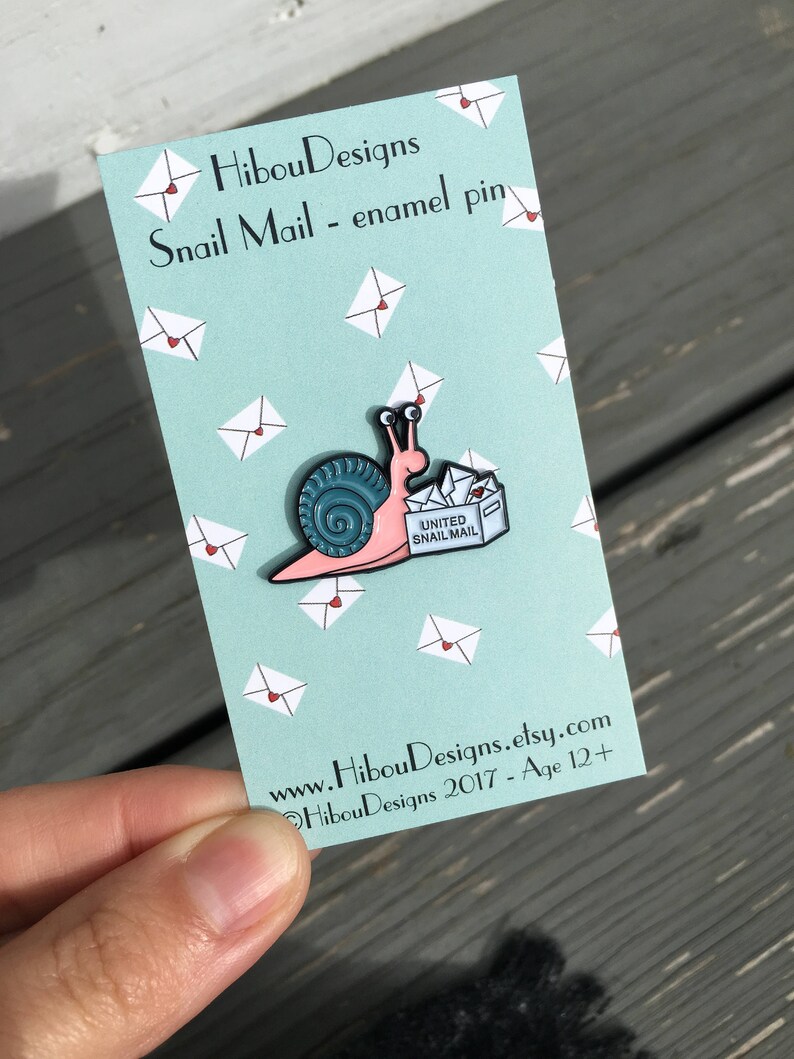 HibouDesigns
Snail Mail - enamel pin
UNITED
SNAIL MAIL
www.HibouDesigns.etsy.com
©HibouDesigns 2017 - Age 12+